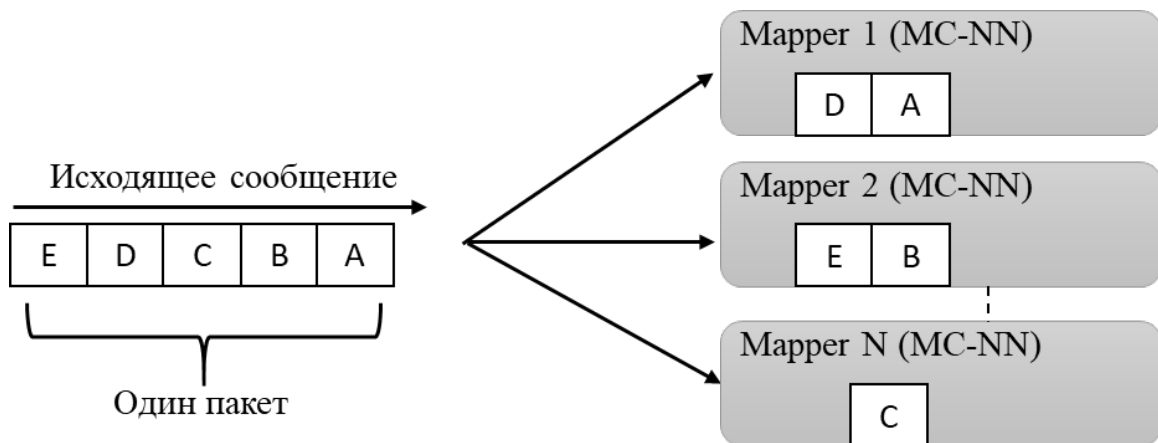 Исходящее сообщение
E D C B A
Один пакет
Mapper 1 (MC-NN)
D A
Mapper 2 (MC-NN)
E B
Mapper N (MC-NN)
C